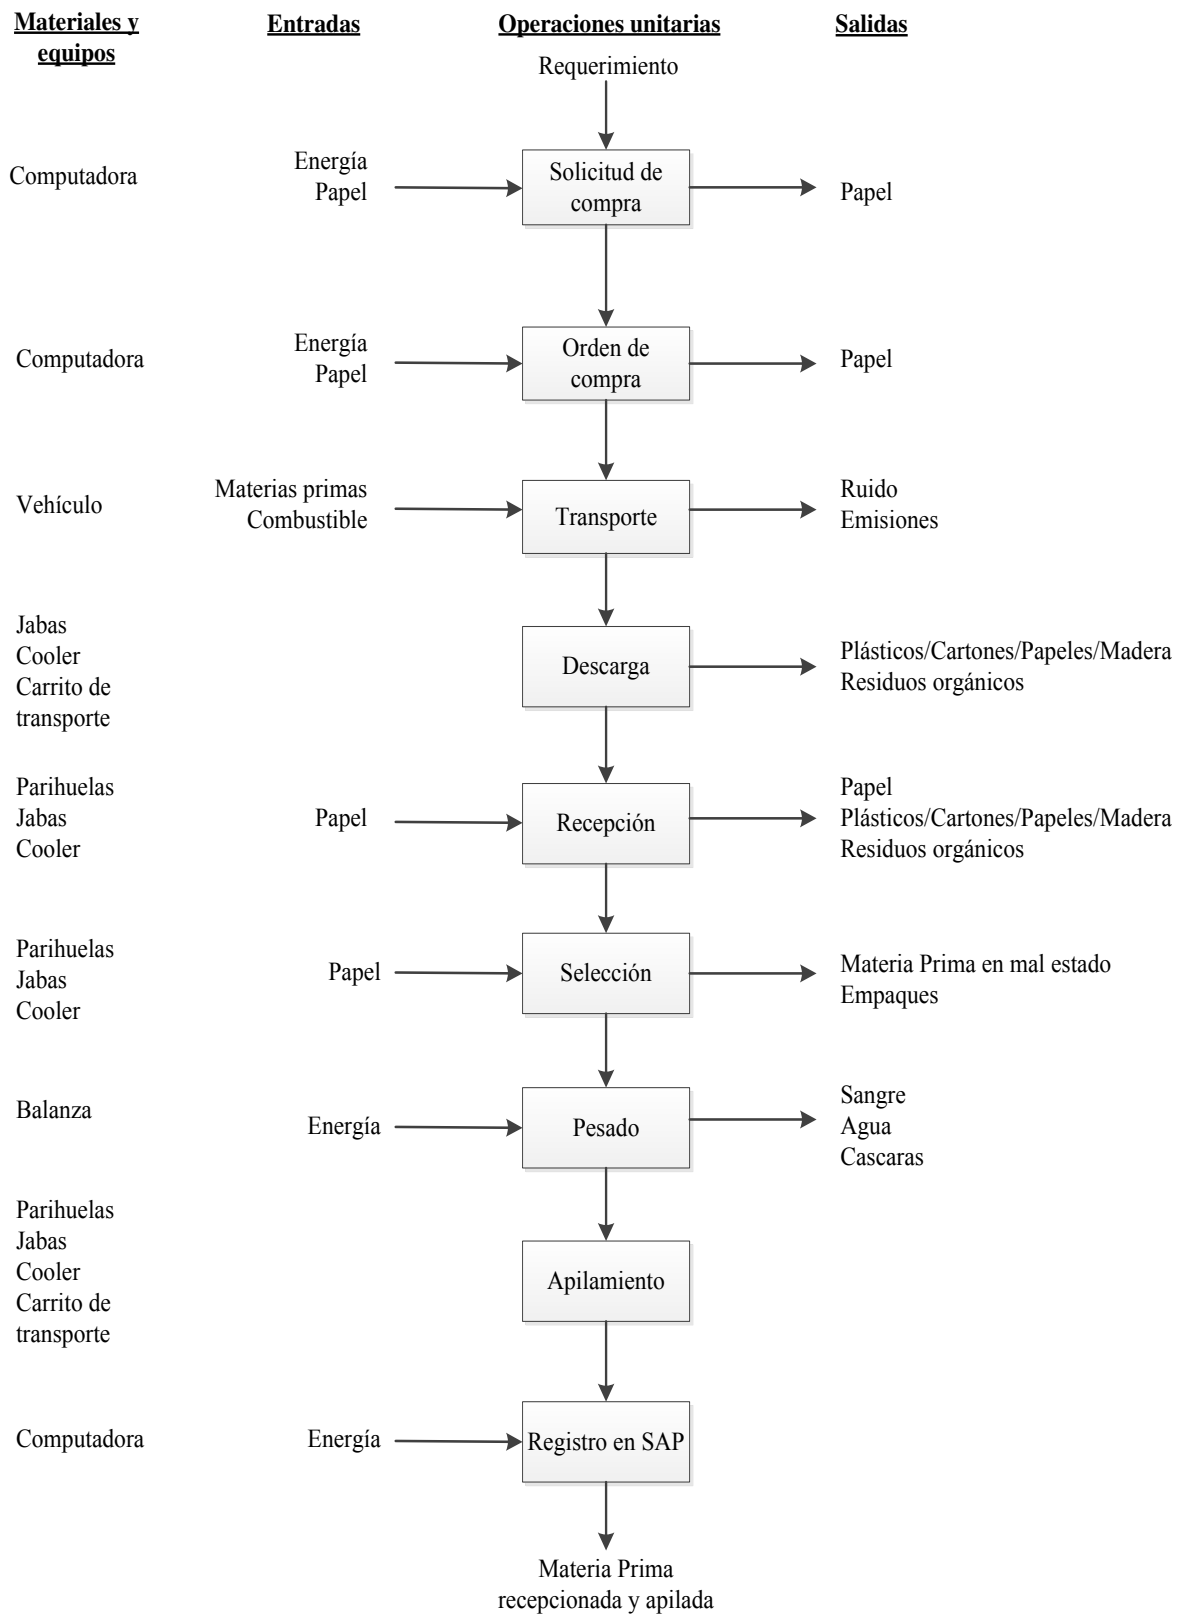 Materiales y
equipos
Entradas
Operaciones unitarias
Salidas
Requerimiento
Computadora
Energía
Papel
Solicitud de
compra
Papel
Computadora
Energía
Papel
Orden de
compra
Papel
Vehículo
Materias primas
Combustible
Transporte
Ruido
Emisiones
Jabas
Cooler
Carrito de
transporte
Descarga
Plásticos/Cartones/Papeles/Madera
Residuos orgánicos
Parihuelas
Jabas
Cooler
Papel
Recepción
Papel
Plásticos/Cartones/Papeles/Madera
Residuos orgánicos
Parihuelas
Jabas
Cooler
Papel
Selección
Materia Prima en mal estado
Empaques
Balanza
Energía
Pesado
Sangre
Agua
Cascaras
Parihuelas
Jabas
Cooler
Carrito de
transporte
Apilamiento
Computadora
Energía
Registro en SAP
Materia Prima
recepcionada y apilada